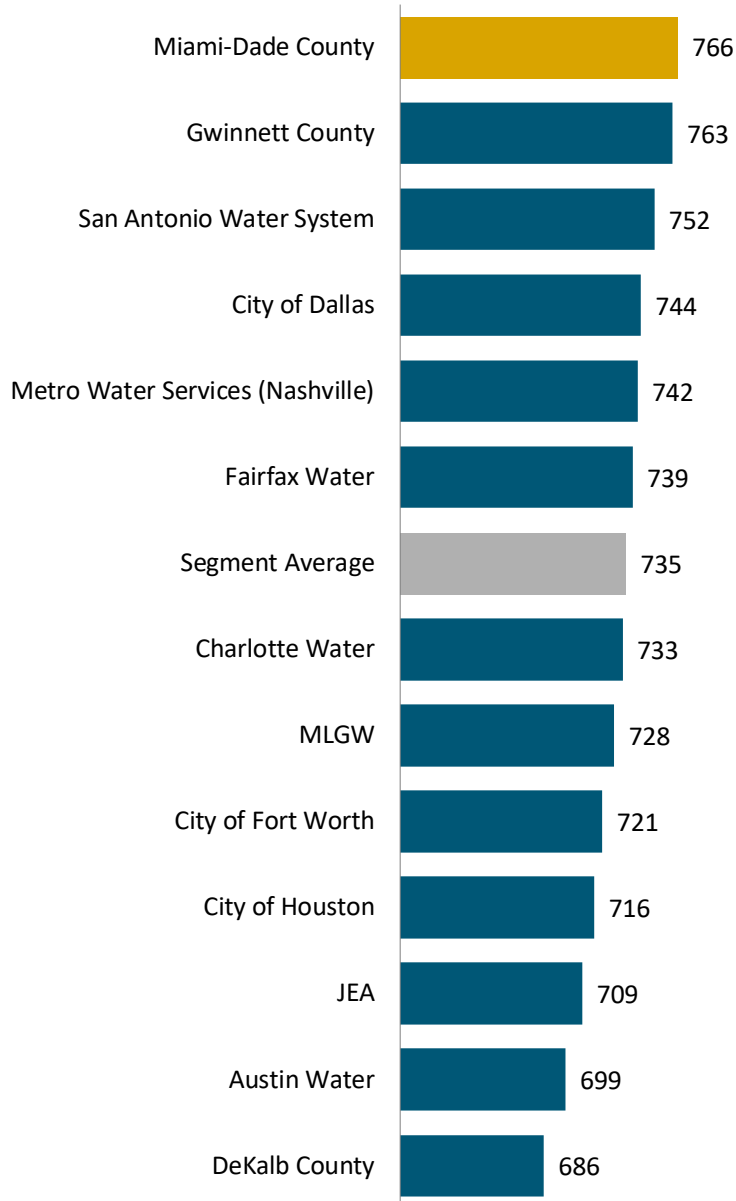 Miami-Dade County 766
Gwinnett County 763
San Antonio Water System 752
City of Dallas 744
Metro Water Services (Nashville) 742
Fairfax Water 739
Segment Average 735
Charlotte Water 733
MLGW 728
City of Fort Worth 721
City of Houston 716
JEA 709
Austin Water 699
DeKalb County 686